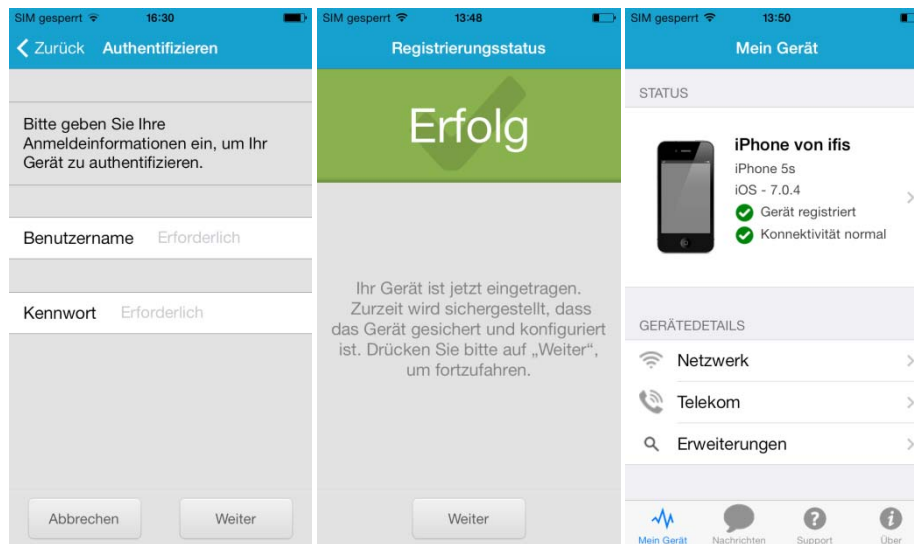 SIM gesperrt 16:30
Zurück Authentifizieren
Bitte geben Sie Ihre
Anmeldeinformationen ein, um Ihr
Gerät zu authentifizieren.
Benutzername Erforderlich
Kennwort Erforderlich
Abbrechen Weiter
SIM gesperrt 13:48
Registrierungsstatus
Erfolg
Ihr Gerät ist jetzt eingetragen.
Zurzeit wird sichergestellt, dass
das Gerät gesichert und konfiguriert
ist. Drücken Sie bitte auf „Weiter“,
um fortzufahren.
Weiter
SIM gesperrt 13:50
Mein Gerät
STATUS
iPhone von ifis
iPhone 5s
iOS - 7.0.4
Gerät registriert
Konnektivität normal
GERÄTEDETAILS
Netzwerk
Telekom
Erweiterungen
Mein Gerät Nachrichten Support Über